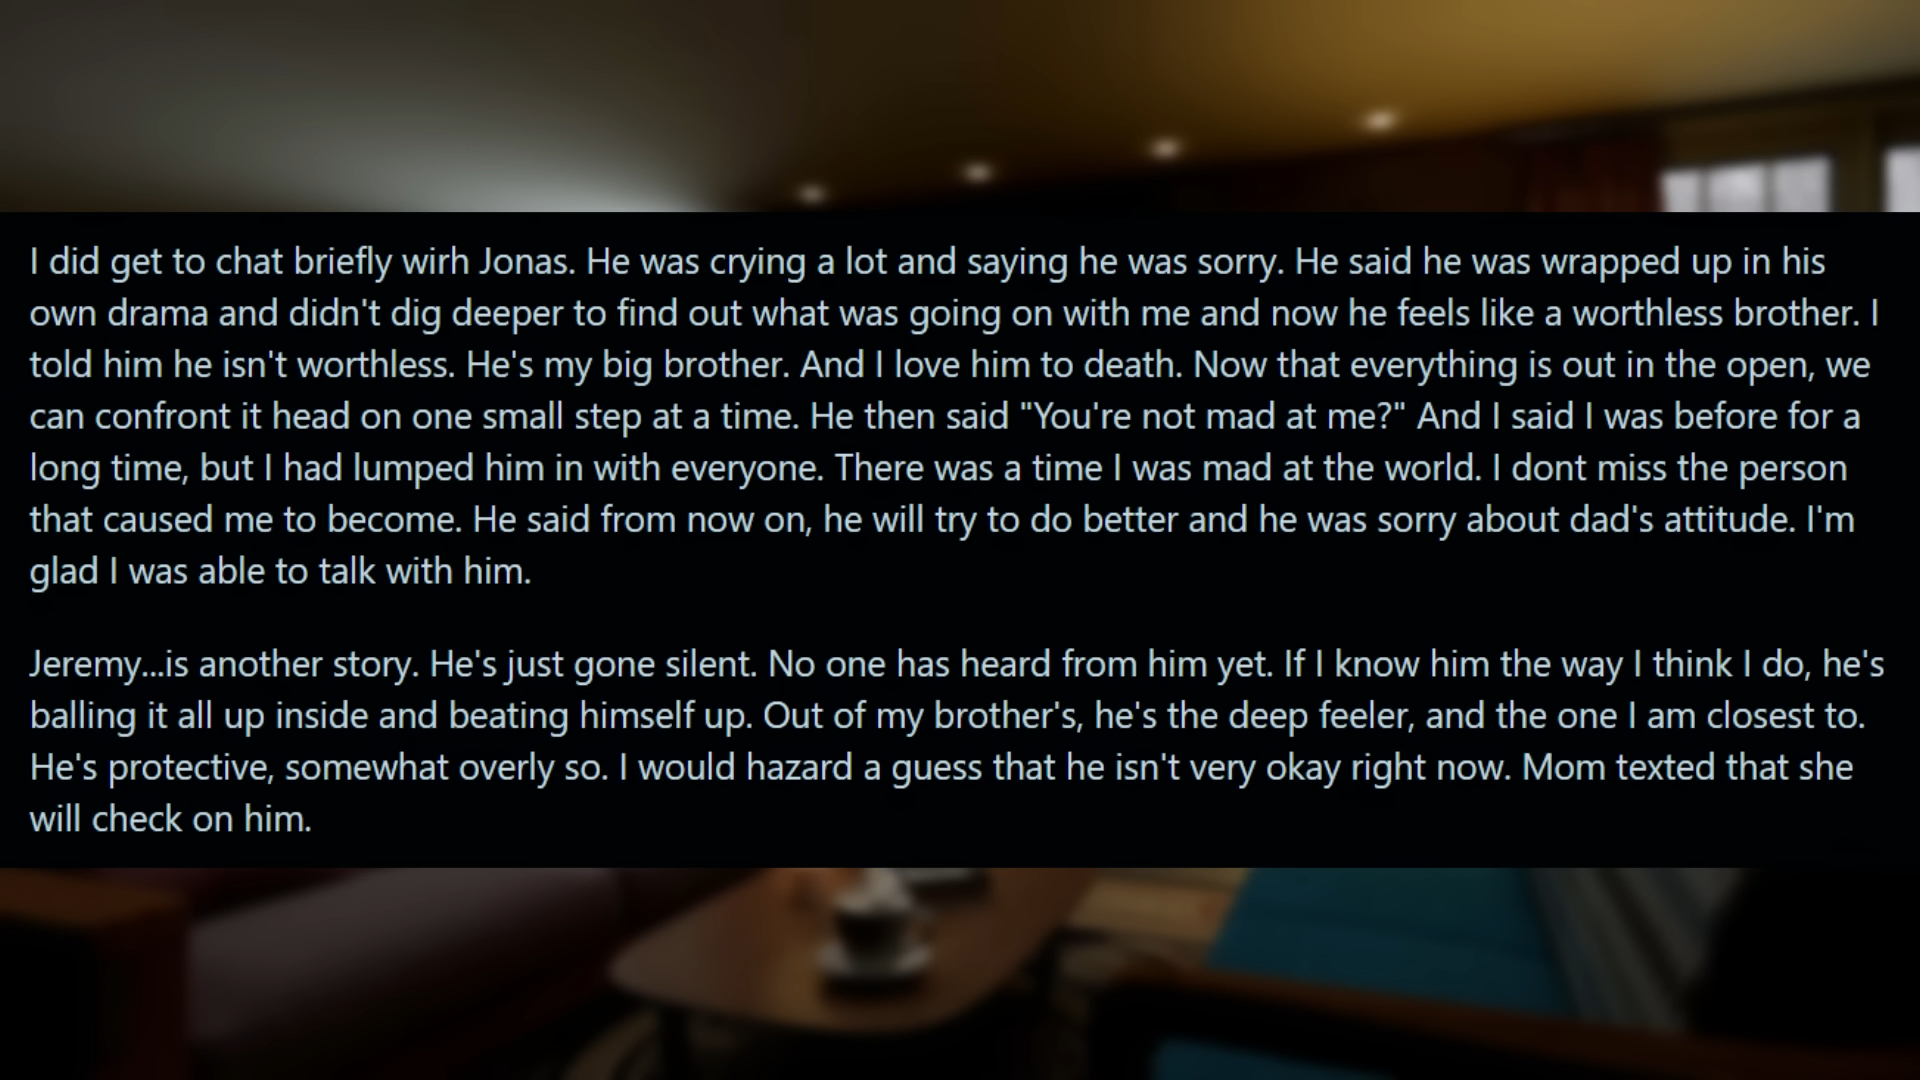 I did get to chat briefly wirh Jonas. He was crying a lot and saying he was sorry. He said he was wrapped up in his
own drama and didn't dig deeper to find out what was going on with me and now he feels like a worthless brother. I
told him he isn't worthless. He's my big brother. And I love him to death. Now that everything is out in the open, we
can confront it head on one small step at a time. He then said "You're not mad at me?" And I said I was before for a
long time, but I had lumped him in with everyone. There was a time I was mad at the world. I dont miss the person
that caused me to become. He said from now on, he will try to do better and he was sorry about dad's attitude. I'm
glad I was able to talk with him.
Jeremy...is another story. He's just gone silent. No one has heard from him yet. If I know him the way I think I do, he's
balling it all up inside and beating himself up. Out of my brother's, he's the deep feeler, and the one I am closest to.
He's protective, somewhat overly so. I would hazard a guess that he isn't very okay right now. Mom texted that she
will check on him.